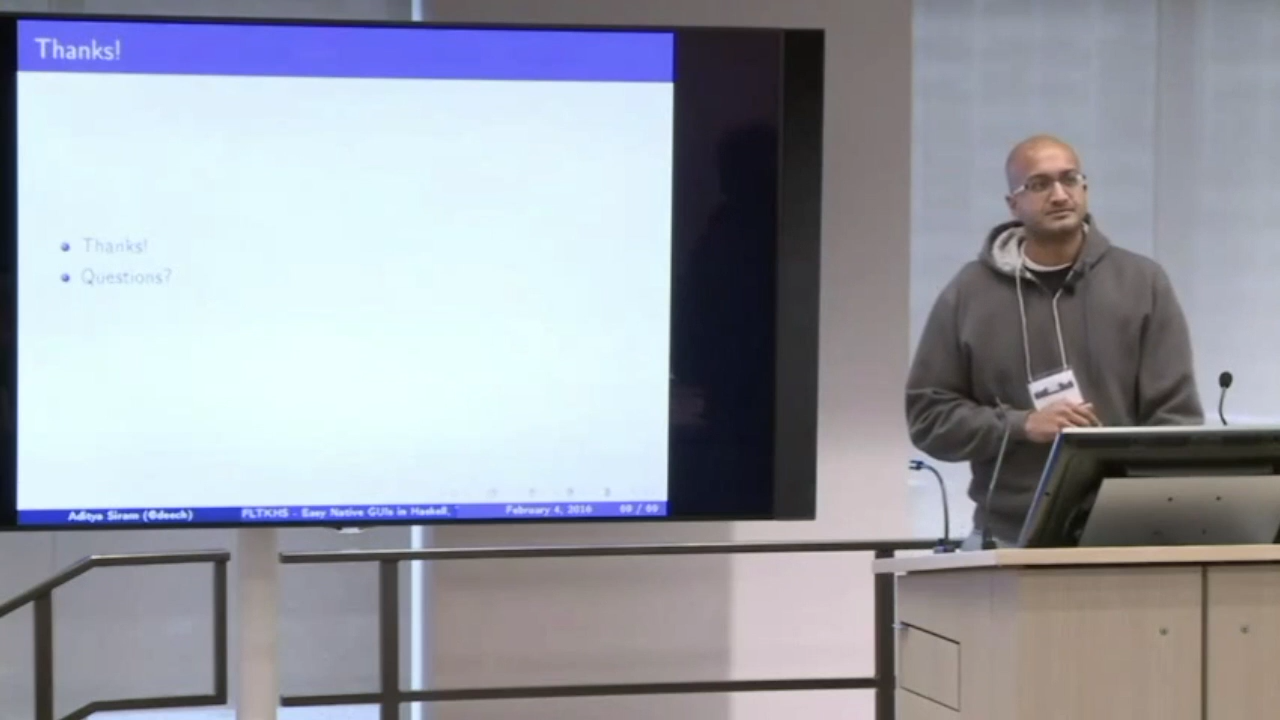 Thanks!
Thanks!
Questions?
Aditya Siram (@deech) FLTKHS - Easy Native GUIs in Haskell. February 4, 2016 69 / 69